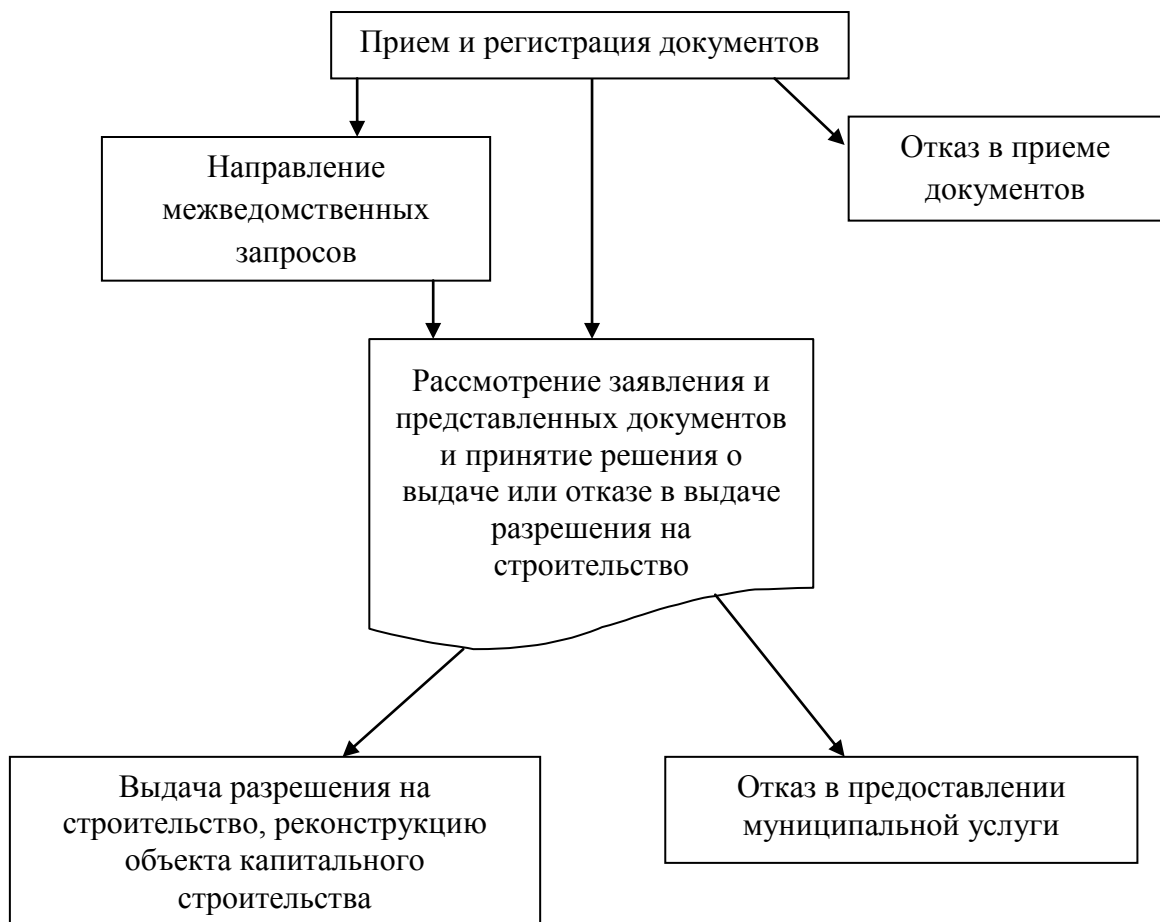 Прием и регистрация документов
Направление
межведомственных
запросов
Отказ в приеме
документов
Рассмотрение заявления и
представленных документов
и принятие решения о
выдаче или отказе в выдаче
разрешения на
строительство
Выдача разрешения на
строительство, реконструкцию
объекта капитального
строительства
Отказ в предоставлении
муниципальной услуги